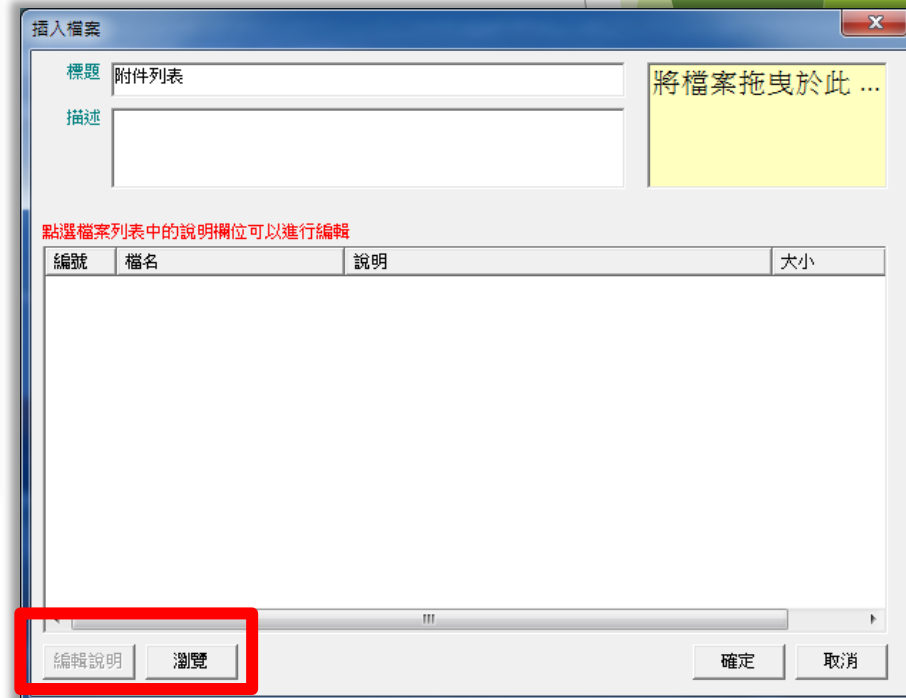 插入檔案
標題 附件列表
將檔案拖曳於此 ...
描述
點選檔案列表中的說明欄位可以進行編輯
編號 檔名 說明 大小
編輯說明 瀏覽 確定 取消